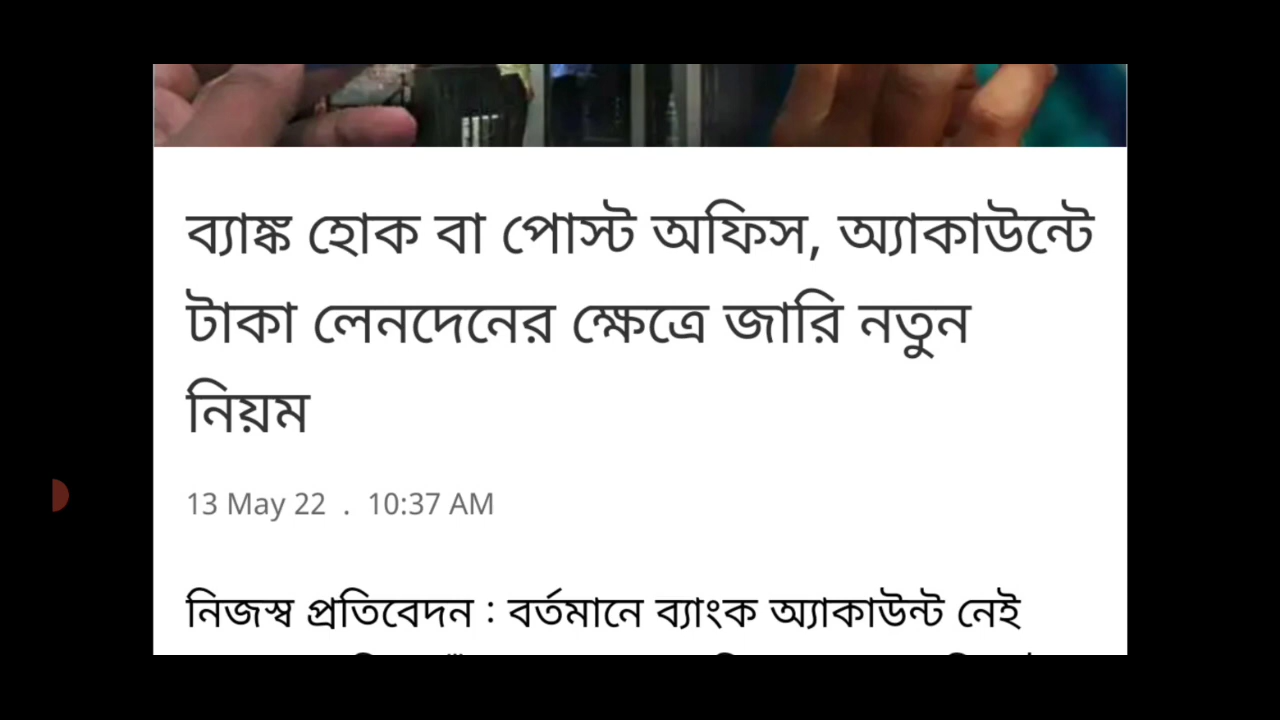 ব্যাঙ্ক হোক বা পোস্ট অফিস, অ্যাকাউন্টে
টাকা লেনদেনের ক্ষেত্রে জারি নতুন
নিয়ম
13 May 22 . 10:37 AM
নিজস্ব প্রতিবেদন : বর্তমানে ব্যাংক অ্যাকাউন্ট নেই